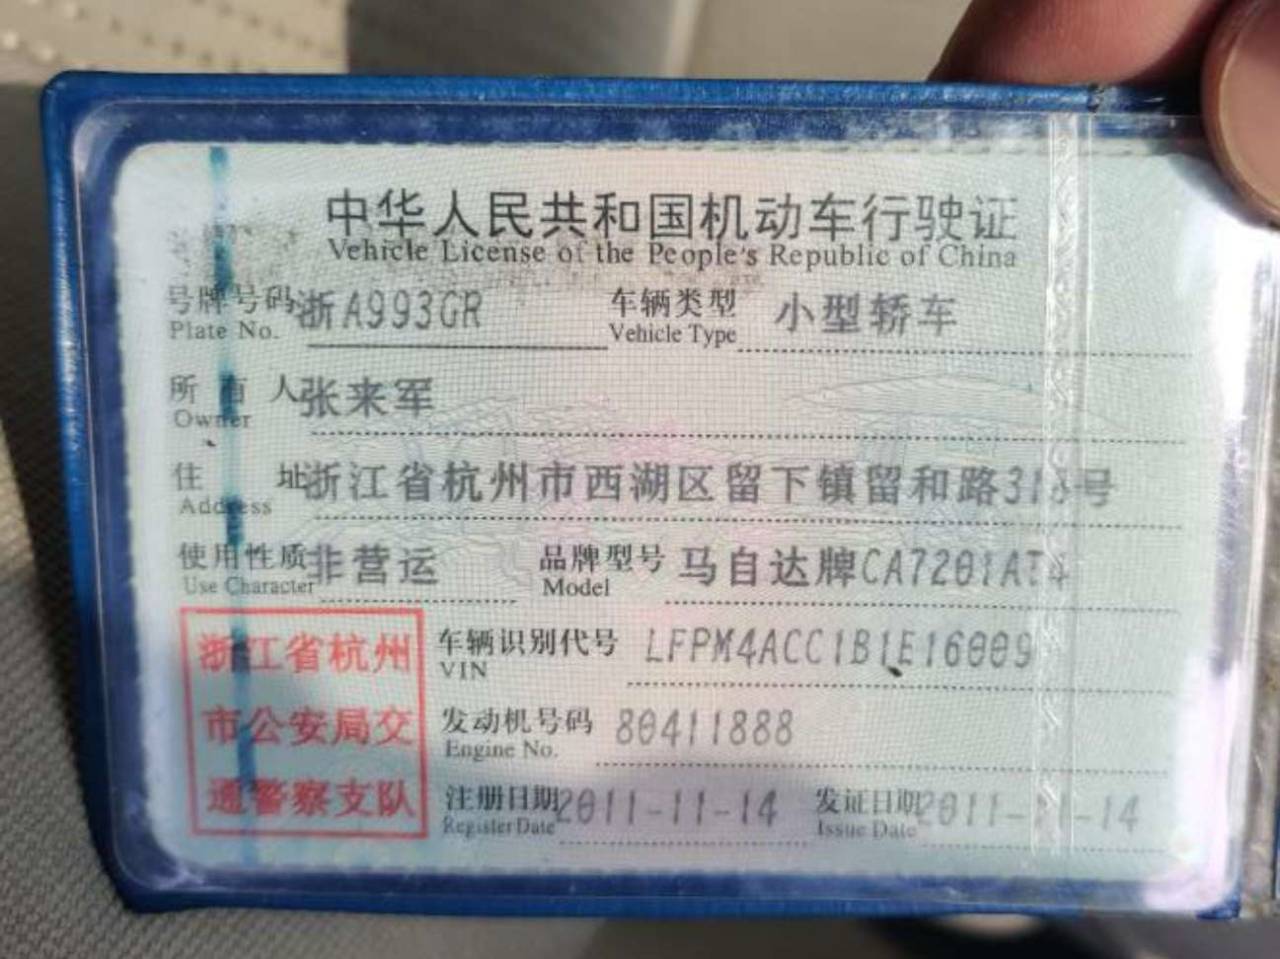 中华人民共和国机动车行驶证
Vehicle License of the People's Republic of China
号牌号码 浙A993GR 车辆类型 小型轿车
Plate No. Vehicle Type
所有人 张来军
Owner
住址 浙江省杭州市西湖区留下镇留和路 号
Address
使用性质 非营运 品牌型号 马自达牌CA7201AT4
Use Character Model
浙江省杭州
市公安局交
通警察支队
车辆识别代号 LFPM4ACC1B1E16009
VIN
发动机号码 80411888
Engine No.
注册日期 2011-11-14 发证日期 2011-11-14
Register Date Issue Date